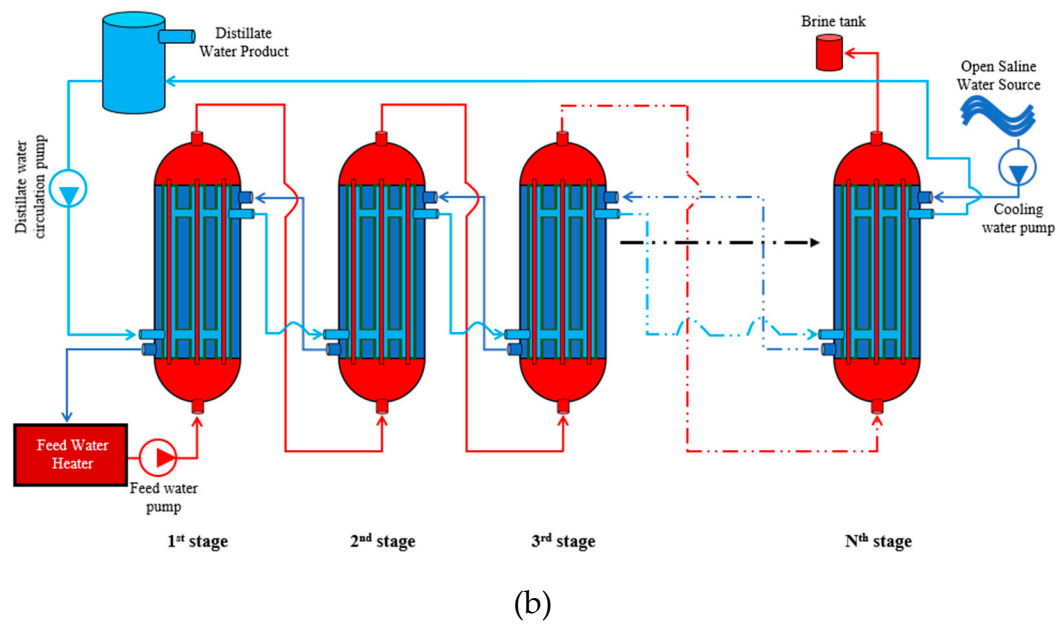 Distillate
Water Product
Brine tank
Open Saline
Water Source
Distillate water
circulation pump
Cooling
water pump
Feed Water
Heater
Feed water
pump
1st stage
2nd stage
3rd stage
Nth stage
(b)